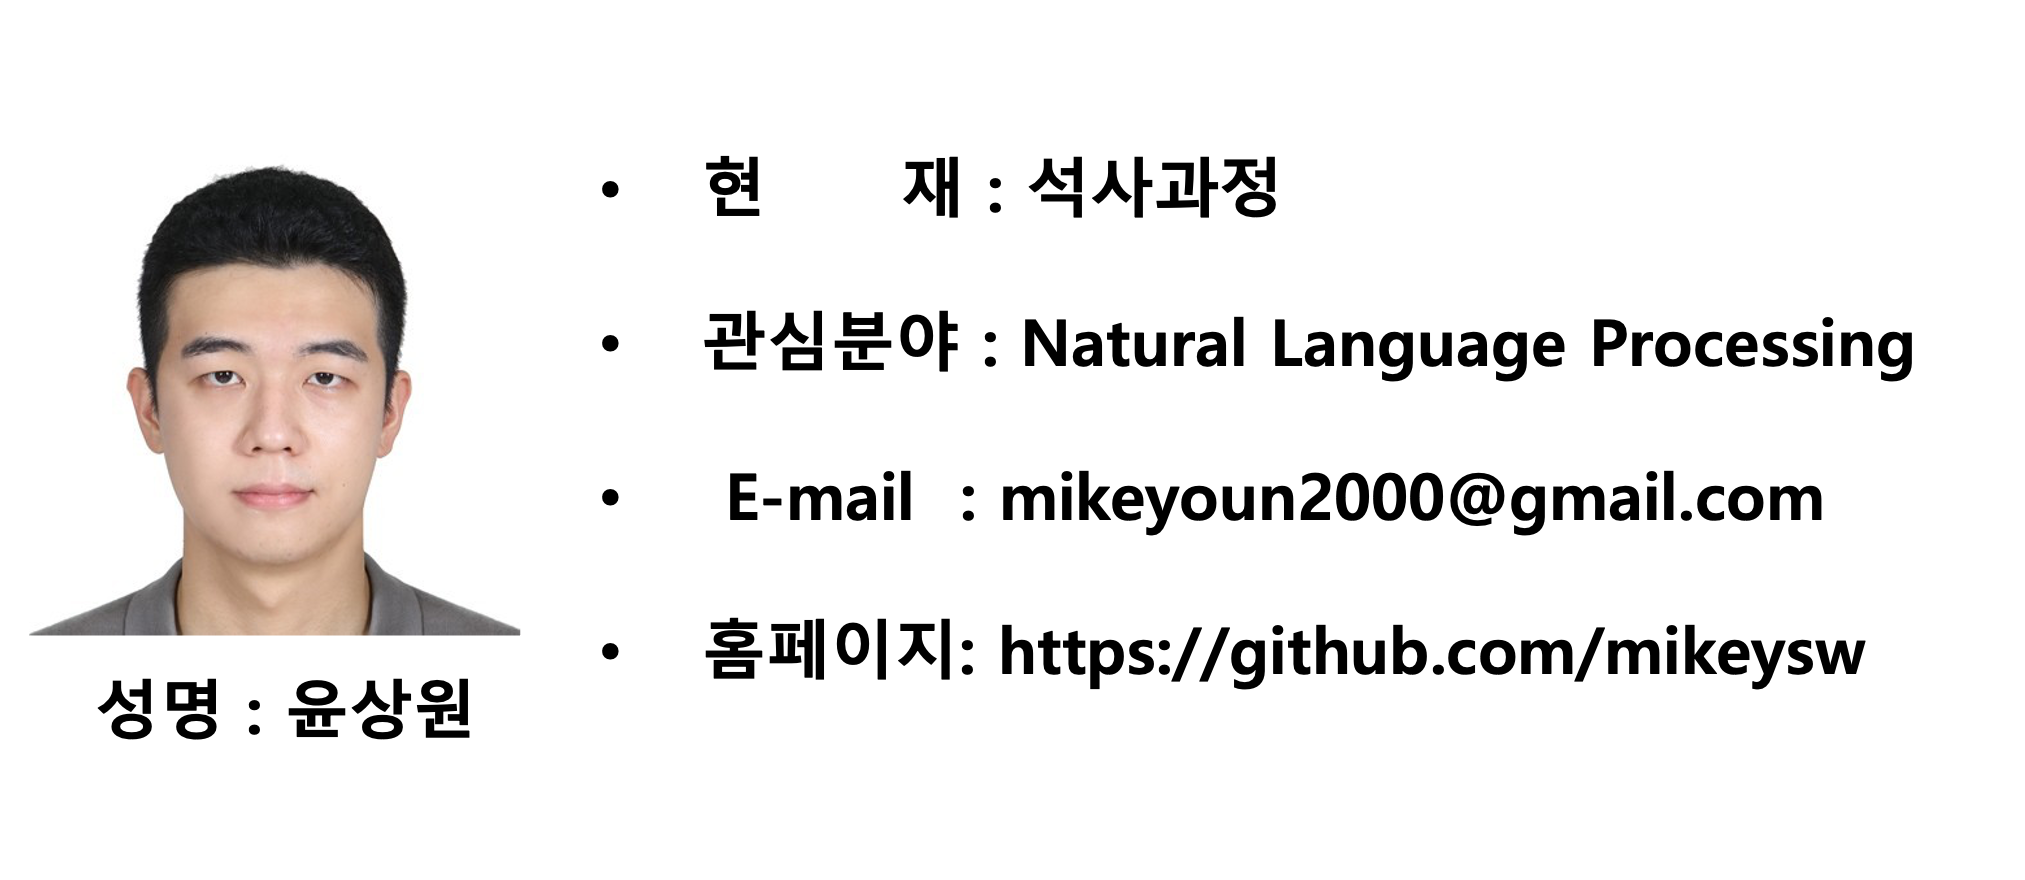 • 현 재 : 석사과정
• 관심분야 : Natural Language Processing
• E-mail : mikeyoun2000@gmail.com
• 홈페이지: https://github.com/mikeysw
성명 : 윤상원